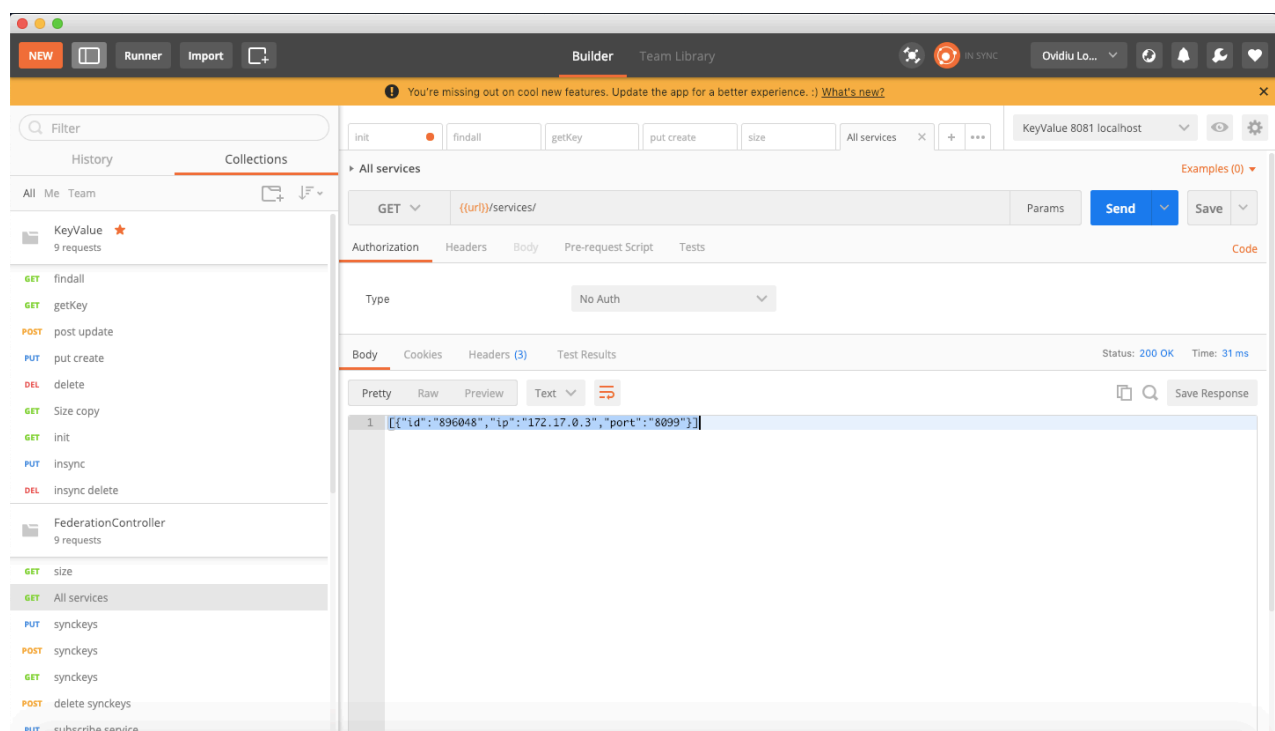 NEW Runner Import Builder Team Library IN SYNC Ovidiu Lo...
You're missing out on cool new features. Update the app for a better experience. :) What's new?
Filter
History Collections
All Me Team
KeyValue
9 requests
GET findall
GET getKey
POST post update
PUT put create
DEL delete
GET Size copy
GET init
PUT insync
DEL insync delete
FederationController
9 requests
GET size
GET All services
PUT synckeys
POST synckeys
GET synckeys
POST delete synckeys
PUT subscribe service
init findall getKey put create size All services KeyValue 8081 localhost
All services Examples (0)
GET {{url}}/services/ Params Send Save
Authorization Headers Body Pre-request Script Tests Code
Type No Auth
Body Cookies Headers (3) Test Results Status: 200 OK Time: 31 ms
Pretty Raw Preview Text Save Response
1 [{"id":"896048","ip":"172.17.0.3","port":"8099"}]